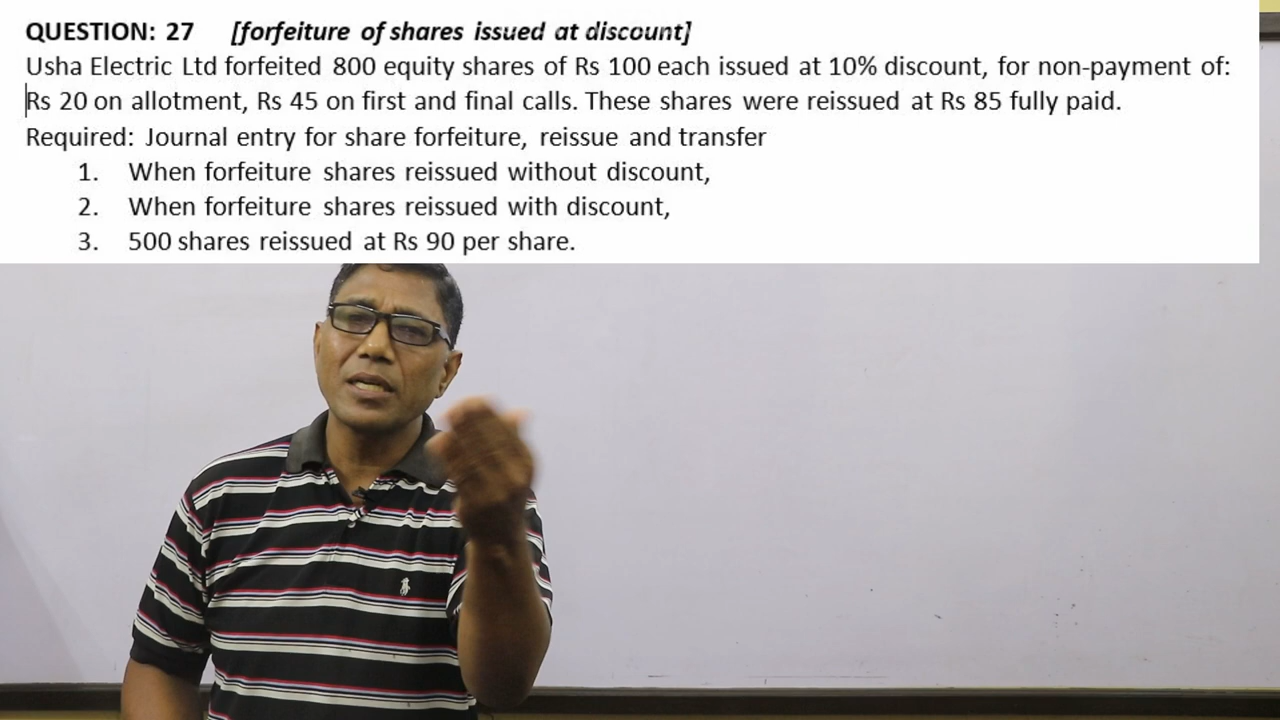 QUESTION: 27 [forfeiture of shares issued at discount]
Usha Electric Ltd forfeited 800 equity shares of Rs 100 each issued at 10% discount, for non-payment of:
Rs 20 on allotment, Rs 45 on first and final calls. These shares were reissued at Rs 85 fully paid.
Required: Journal entry for share forfeiture, reissue and transfer
1. When forfeiture shares reissued without discount,
2. When forfeiture shares reissued with discount,
3. 500 shares reissued at Rs 90 per share.